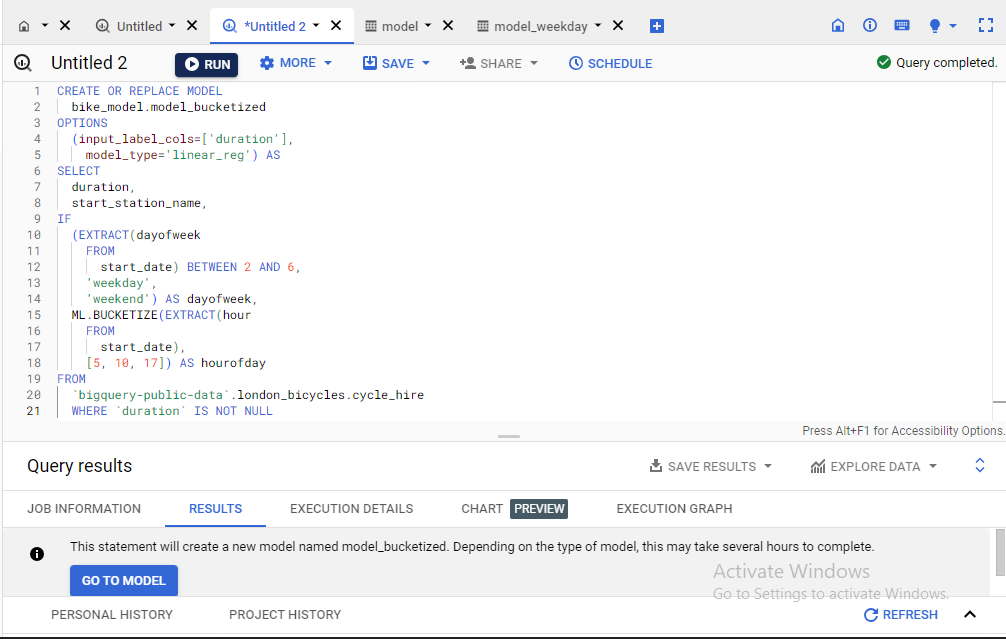 Untitled *Untitled 2 model model_weekday
Untitled 2 RUN MORE SAVE SHARE SCHEDULE Query completed.
1 CREATE OR REPLACE MODEL
2 bike_model.model_bucketized
3 OPTIONS
4 (input_label_cols=['duration'],
5 model_type='linear_reg') AS
6 SELECT
7 duration,
8 start_station_name,
9 IF
10 (EXTRACT(dayofweek
11 FROM
12 start_date) BETWEEN 2 AND 6,
13 'weekday',
14 'weekend') AS dayofweek,
15 ML.BUCKETIZE(EXTRACT(hour
16 FROM
17 start_date),
18 [5, 10, 17]) AS hourofday
19 FROM
20 `bigquery-public-data`.london_bicycles.cycle_hire
21 WHERE `duration` IS NOT NULL
Press Alt+F1 for Accessibility Options.
Query results SAVE RESULTS EXPLORE DATA
JOB INFORMATION RESULTS EXECUTION DETAILS CHART PREVIEW EXECUTION GRAPH
This statement will create a new model named model_bucketized. Depending on the type of model, this may take several hours to complete.
GO TO MODEL
Activate Windows
Go to Settings to activate Windows.
PERSONAL HISTORY PROJECT HISTORY REFRESH